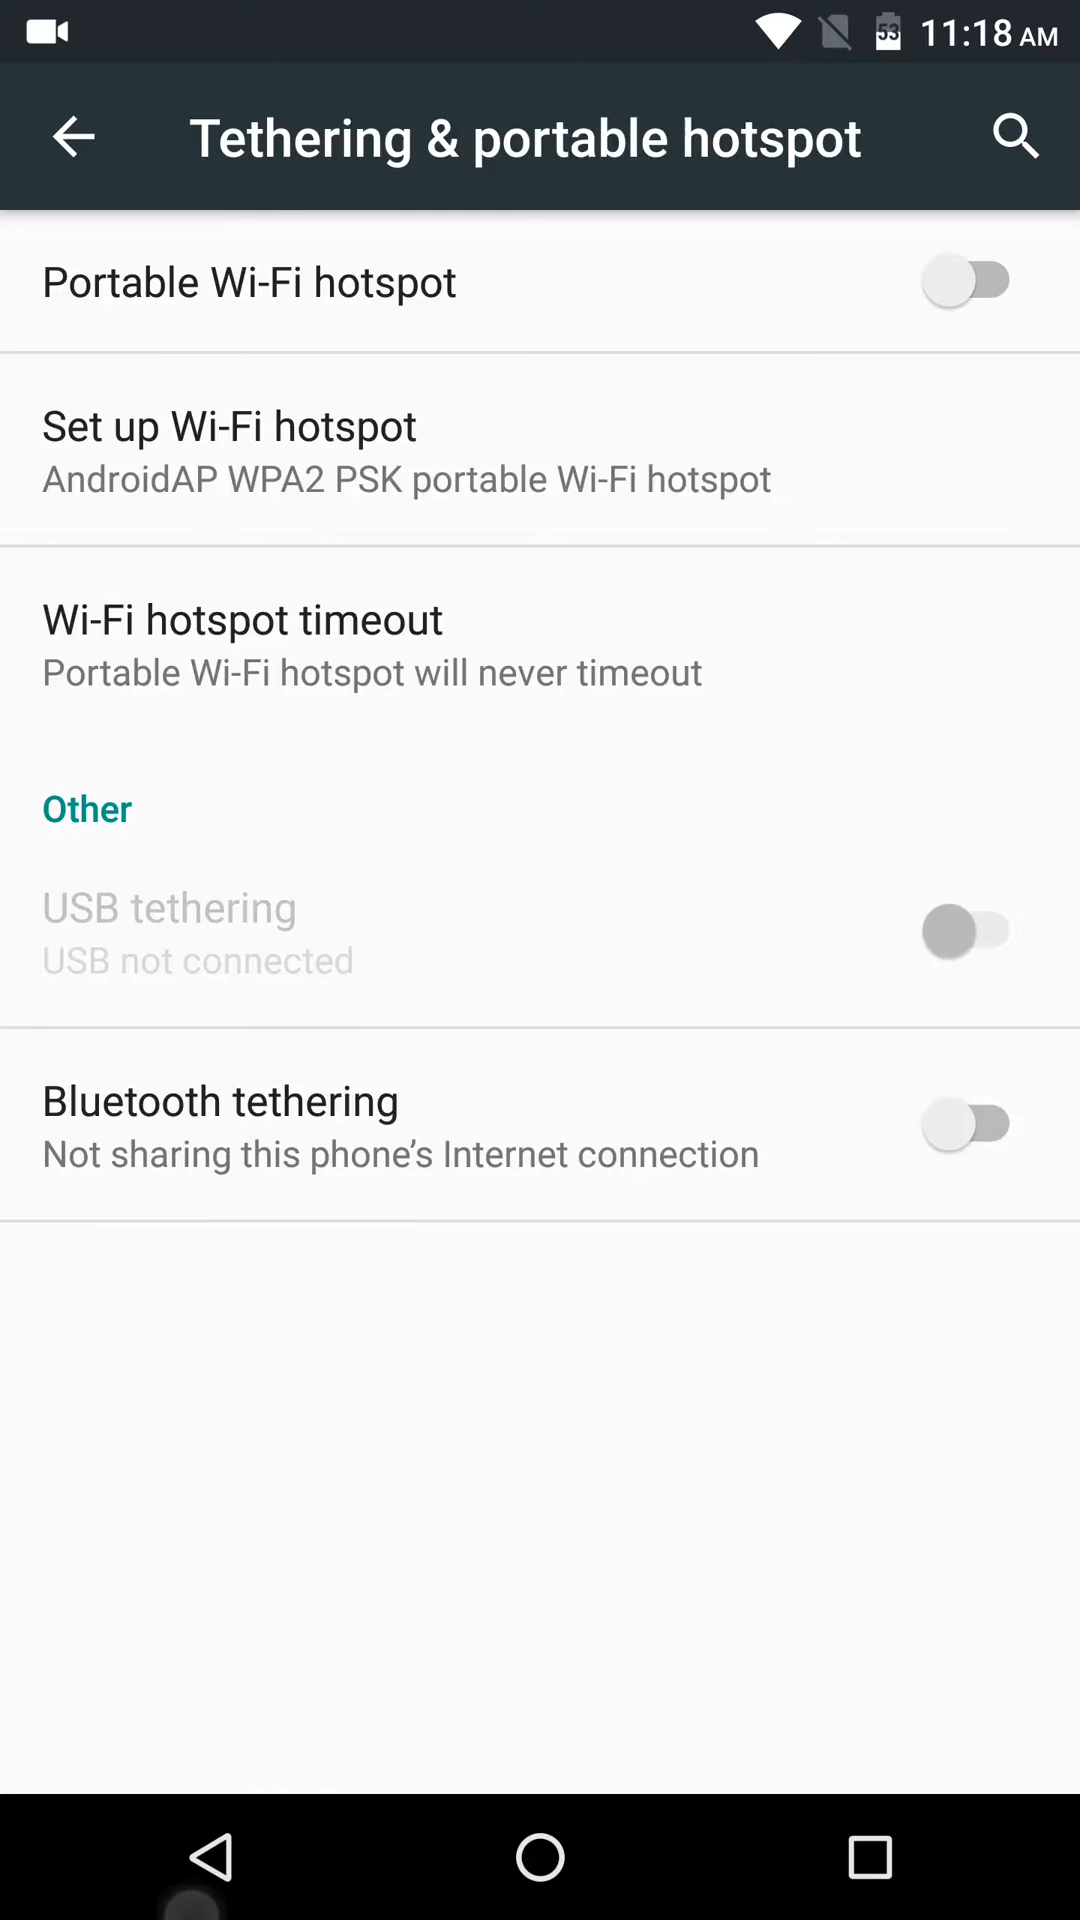 53 11:18 AM
Tethering & portable hotspot
Portable Wi-Fi hotspot
Set up Wi-Fi hotspot
AndroidAP WPA2 PSK portable Wi-Fi hotspot
Wi-Fi hotspot timeout
Portable Wi-Fi hotspot will never timeout
Other
USB tethering
USB not connected
Bluetooth tethering
Not sharing this phone’s Internet connection